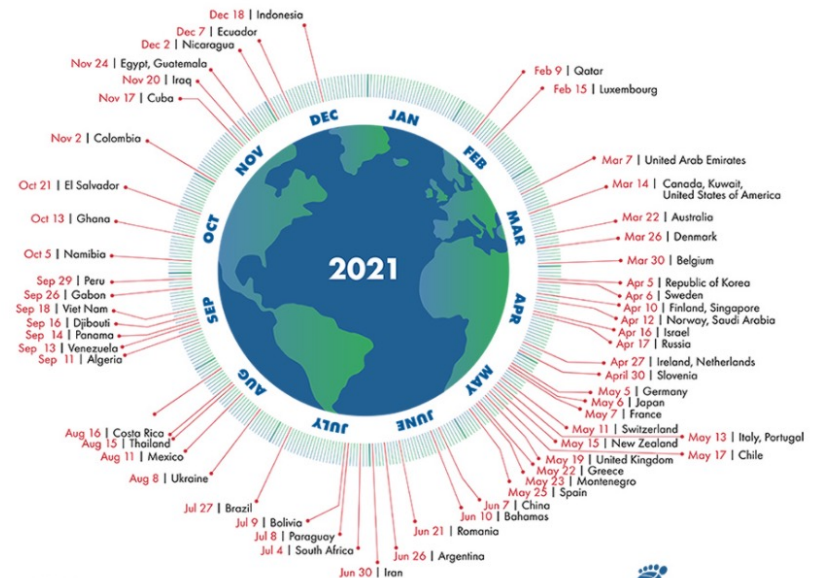 2021
JAN
FEB
MAR
APR
MAY
JUNE
JULY
AUG
SEP
OCT
NOV
DEC
Feb 9 | Qatar
Feb 15 | Luxembourg
Mar 7 | United Arab Emirates
Mar 14 | Canada, Kuwait,
United States of America
Mar 22 | Australia
Mar 26 | Denmark
Mar 30 | Belgium
Apr 5 | Republic of Korea
Apr 6 | Sweden
Apr 10 | Finland, Singapore
Apr 12 | Norway, Saudi Arabia
Apr 16 | Israel
Apr 17 | Russia
Apr 27 | Ireland, Netherlands
April 30 | Slovenia
May 5 | Germany
May 6 | Japan
May 7 | France
May 11 | Switzerland
May 13 | Italy, Portugal
May 15 | New Zealand
May 17 | Chile
May 19 | United Kingdom
May 22 | Greece
May 23 | Montenegro
May 25 | Spain
Jun 7 | China
Jun 10 | Bahamas
Jun 21 | Romania
Jun 26 | Argentina
Jun 30 | Iran
Jul 4 | South Africa
Jul 8 | Paraguay
Jul 9 | Bolivia
Jul 27 | Brazil
Aug 8 | Ukraine
Aug 11 | Mexico
Aug 15 | Thailand
Aug 16 | Costa Rica
Sep 11 | Algeria
Sep 13 | Venezuela
Sep 14 | Panama
Sep 16 | Djibouti
Sep 18 | Viet Nam
Sep 26 | Gabon
Sep 29 | Peru
Oct 5 | Namibia
Oct 13 | Ghana
Oct 21 | El Salvador
Nov 2 | Colombia
Nov 17 | Cuba
Nov 20 | Iraq
Nov 24 | Egypt, Guatemala
Dec 2 | Nicaragua
Dec 7 | Ecuador
Dec 18 | Indonesia